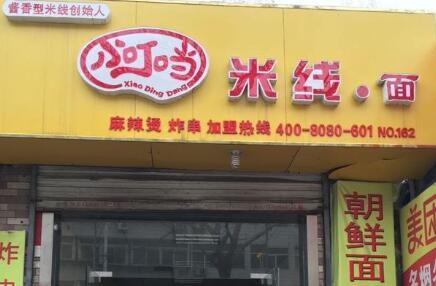 酱香型米线创始人
小叮当
Xiao Ding Dang
米线·面
麻辣烫 炸串 加盟热线 400-8080-601 NO.162
朝鲜面
美团
炸